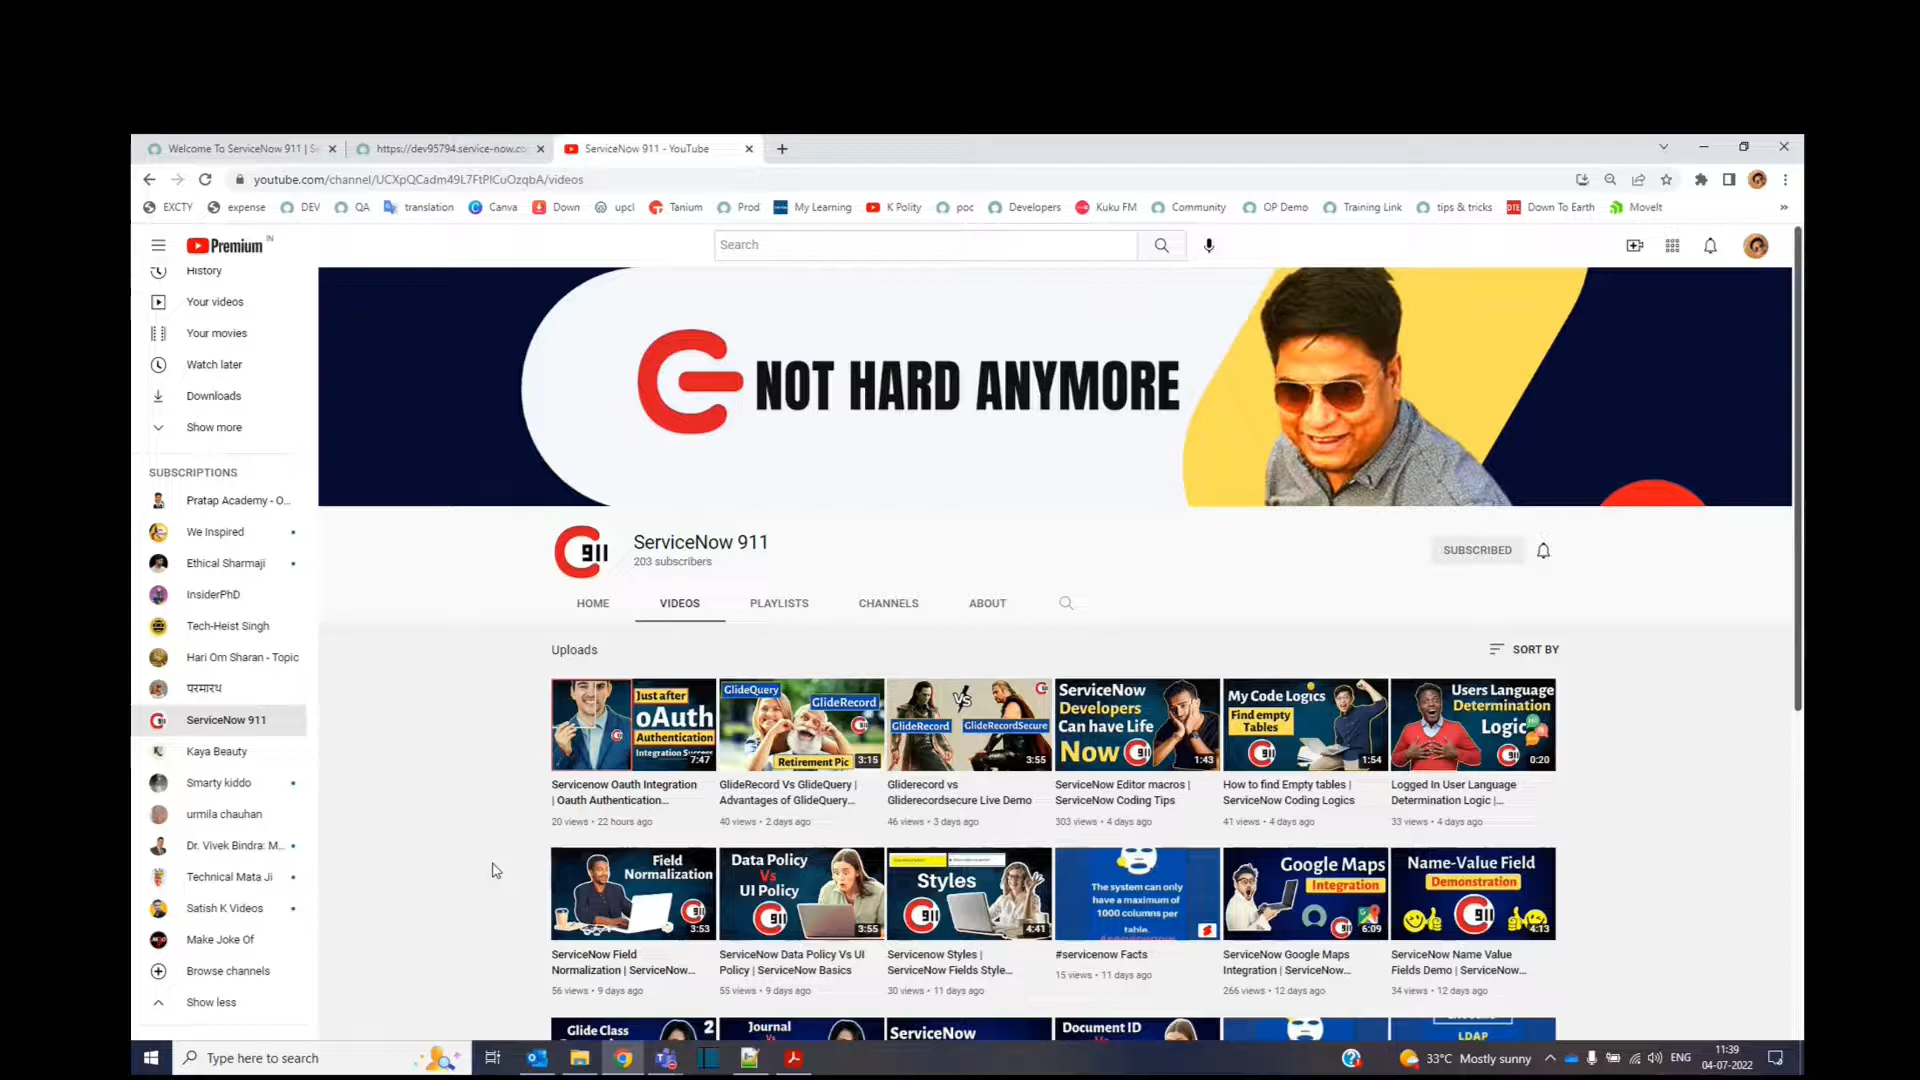 Welcome To ServiceNow 911 | S
https://dev95794.service-now.co
ServiceNow 911 - YouTube
youtube.com/channel/UCXpQCadm49L7FtPICuOzqbA/videos
EXCTY expense DEV QA translation Canva Down upcl Tanium Prod My Learning K Polity poc Developers Kuku FM Community OP Demo Training Link tips & tricks DTE Down To Earth MoveIt »
Premium IN
Search
History
Your videos
Your movies
Watch later
Downloads
Show more
SUBSCRIPTIONS
Pratap Academy - O...
We Inspired
Ethical Sharmaji
InsiderPhD
Tech-Heist Singh
Hari Om Sharan - Topic
परमारथ
ServiceNow 911
Kaya Beauty
Smarty kiddo
urmila chauhan
Dr. Vivek Bindra: M...
Technical Mata Ji
Satish K Videos
Make Joke Of
Browse channels
Show less
NOT HARD ANYMORE
911
ServiceNow 911
203 subscribers
SUBSCRIBED
HOME VIDEOS PLAYLISTS CHANNELS ABOUT
Uploads
SORT BY
Just after
oAuth
Authentication
Integration Success
7:47
Servicenow Oauth Integration
| Oauth Authentication...
20 views • 22 hours ago
GlideQuery
GlideRecord
Retirement Pic
3:15
GlideRecord Vs GlideQuery |
Advantages of GlideQuery...
40 views • 2 days ago
VS
GlideRecord
GlideRecordSecure
3:55
Gliderecord vs
Gliderecordsecure Live Demo
46 views • 3 days ago
ServiceNow
Developers
Can have Life
Now
911
1:43
ServiceNow Editor macros |
ServiceNow Coding Tips
303 views • 4 days ago
My Code Logics
Find empty
Tables
911
1:54
How to find Empty tables |
ServiceNow Coding Logics
41 views • 4 days ago
Users Language
Determination
Logic
911
0:20
Logged In User Language
Determination Logic |...
33 views • 4 days ago
Field
Normalization
911
3:53
ServiceNow Field
Normalization | ServiceNow...
56 views • 9 days ago
Data Policy
Vs
UI Policy
911
3:55
ServiceNow Data Policy Vs UI
Policy | ServiceNow Basics
55 views • 9 days ago
Styles
911
4:41
Servicenow Styles |
ServiceNow Fields Style...
30 views • 11 days ago
The system can only
have a maximum of
1000 columns per
table.
#servicenow Facts
15 views • 11 days ago
Google Maps
Integration
911
6:09
ServiceNow Google Maps
Integration | ServiceNow...
266 views • 12 days ago
Name-Value Field
Demonstration
911
4:13
ServiceNow Name Value
Fields Demo | ServiceNow...
34 views • 12 days ago
Glide Class
2
Journal
ServiceNow
Document ID
LDAP
Type here to search
33°C Mostly sunny
ENG
11:39
04-07-2022